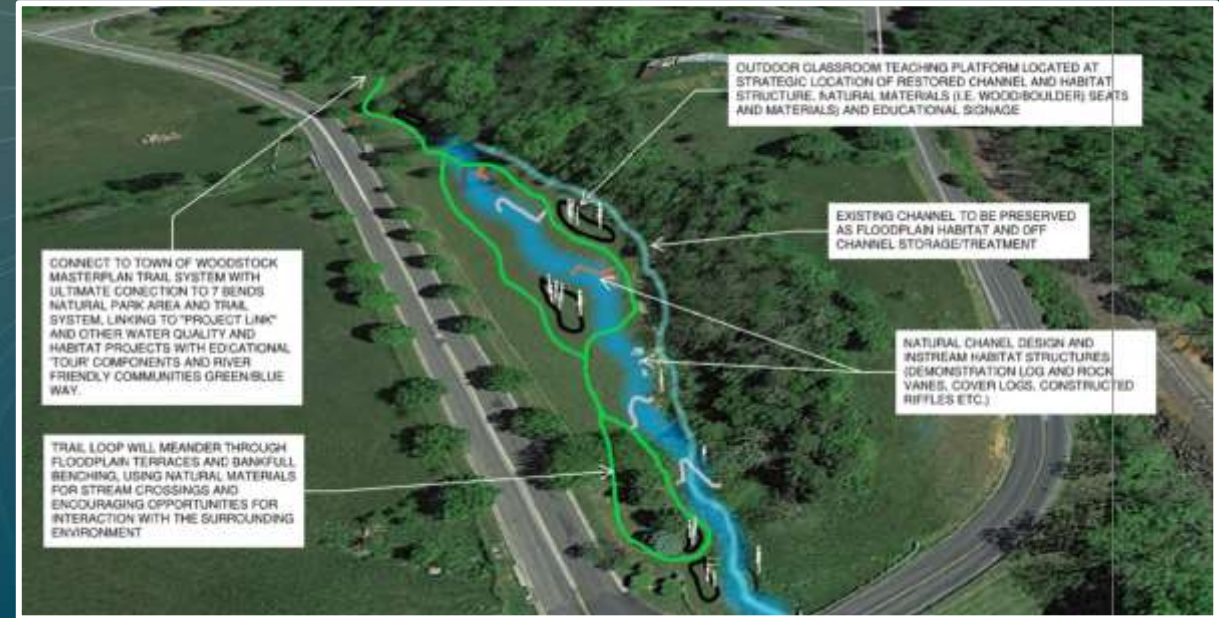 OUTDOOR CLASSROOM TEACHING PLATFORM LOCATED AT
STRATEGIC LOCATION OF RESTORED CHANNEL AND HABITAT
STRUCTURE, NATURAL MATERIALS (I.E. WOOD/BOULDER) SEATS
AND MATERIALS) AND EDUCATIONAL SIGNAGE
EXISTING CHANNEL TO BE PRESERVED
AS FLOODPLAIN HABITAT AND OFF
CHANNEL STORAGE/TREATMENT
CONNECT TO TOWN OF WOODSTOCK
MASTERPLAN TRAIL SYSTEM WITH
ULTIMATE CONECTION TO 7 BENDS
NATURAL PARK AREA AND TRAIL
SYSTEM, LINKING TO "PROJECT LINK"
AND OTHER WATER QUALITY AND
HABITAT PROJECTS WITH EDICATIONAL
'TOUR' COMPONENTS AND RIVER
FRIENDLY COMMUNITIES GREEN/BLUE
WAY.
NATURAL CHANEL DESIGN AND
INSTREAM HABITAT STRUCTURES
(DEMONSTRATION LOG AND ROCK
VANES, COVER LOGS, CONSTRUCTED
RIFFLES ETC.)
TRAIL LOOP WILL MEANDER THROUGH
FLOODPLAIN TERRACES AND BANKFULL
BENCHING, USING NATURAL MATERIALS
FOR STREAM CROSSINGS AND
ENCOURAGING OPPORTUNITIES FOR
INTERACTION WITH THE SURROUNDING
ENVIRONMENT